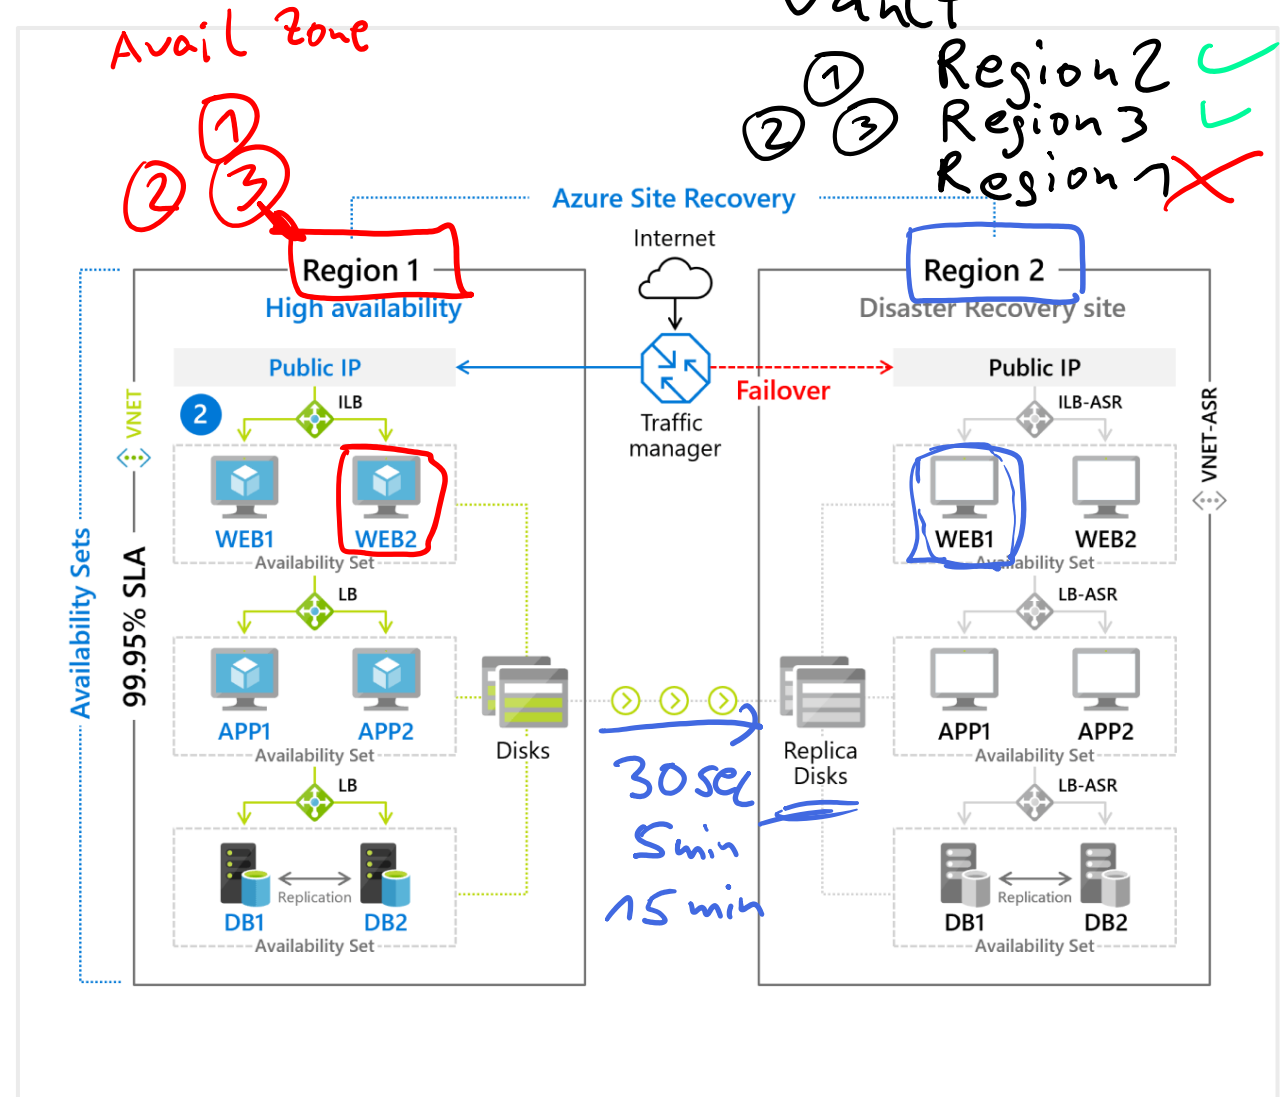 Vault
Avail Zone
Region 2
Region 3
Region 1
1
2 3
1
2 3
Azure Site Recovery
Internet
Region 1
High availability
Region 2
Disaster Recovery site
Public IP
Failover
Public IP
Traffic
manager
2
ILB
ILB-ASR
VNET
VNET-ASR
WEB1 WEB2
Availability Set
WEB1 WEB2
Availability Set
Availability Sets
99.95% SLA
LB
LB-ASR
APP1 APP2
Availability Set
Disks
Replica
Disks
APP1 APP2
Availability Set
30 sec
5 min
15 min
LB
LB-ASR
Replication
DB1 DB2
Availability Set
Replication
DB1 DB2
Availability Set